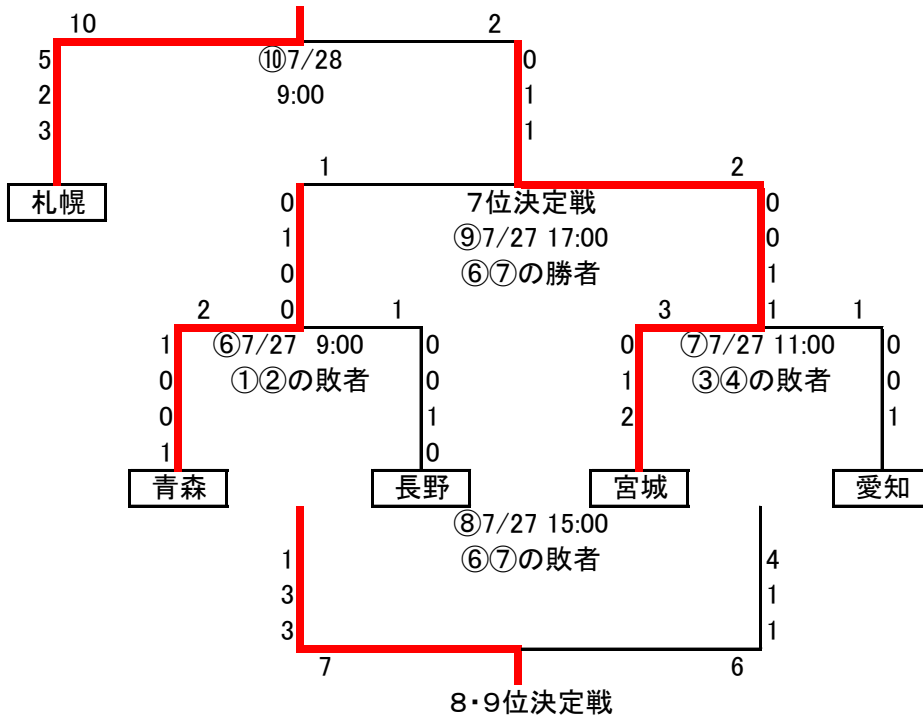 10 2
5 ⑩7/28 0
2 9:00 1
3 1
1 2
札幌 0 7位決定戦 0
1 ⑨7/27 17:00 0
0 ⑥⑦の勝者 1
0 1
2 1 3 1
1 ⑥7/27 9:00 0 0 ⑦7/27 11:00 0
0 ①②の敗者 0 1 ③④の敗者 0
0 1 2 1
1 0
青森 長野 宮城 愛知
⑧7/27 15:00
1 ⑥⑦の敗者 4
3 1
3 1
7 6
8・9位決定戦